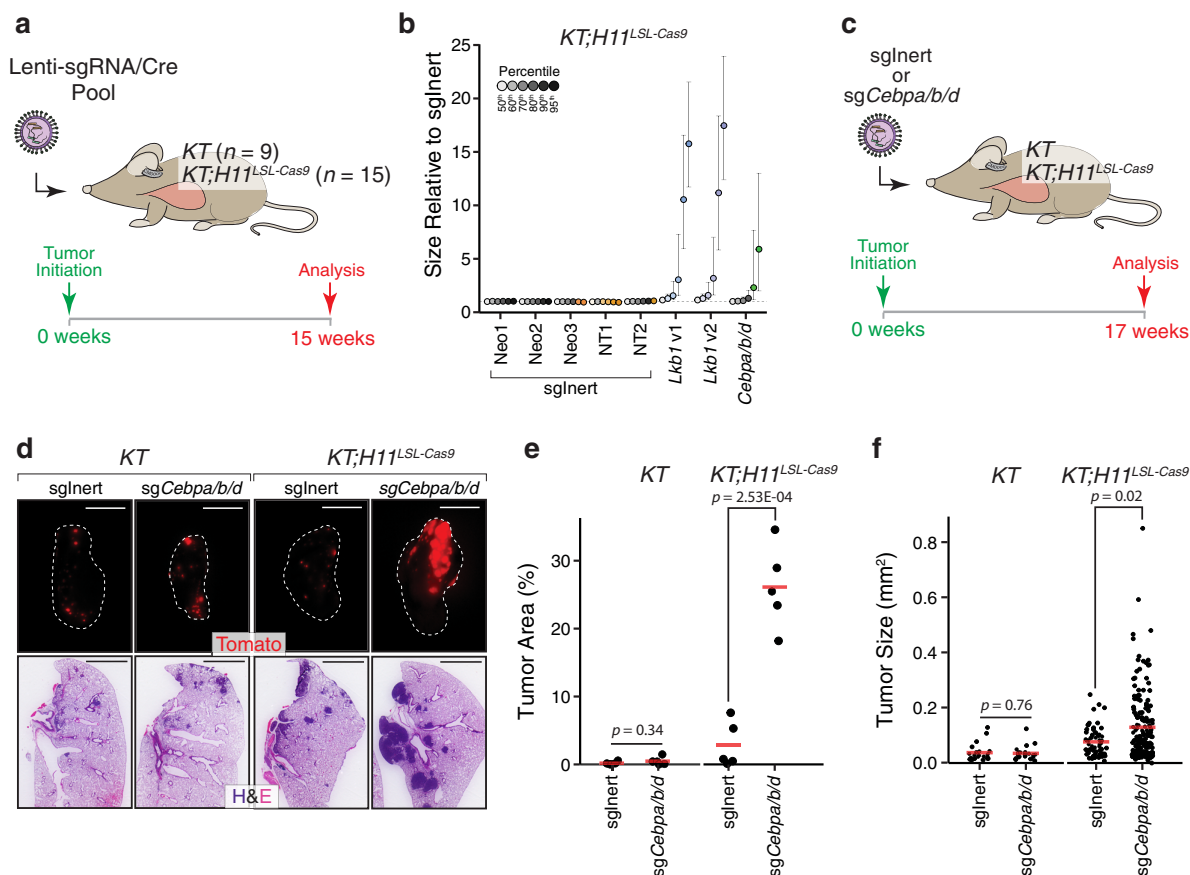 a
Lenti-sgRNA/Cre
Pool
KT (n = 9)
KT;H11LSL-Cas9 (n = 15)
Tumor
Initiation
Analysis
0 weeks
15 weeks
b
KT;H11LSL-Cas9
Size Relative to sgInert
25
20
15
10
5
0
Percentile
50th
60th
70th
80th
90th
95th
Neo1
Neo2
Neo3
NT1
NT2
Lkb1 v1
Lkb1 v2
Cebpa/b/d
sgInert
c
sgInert
or
sgCebpa/b/d
KT
KT;H11LSL-Cas9
Tumor
Initiation
Analysis
0 weeks
17 weeks
d
KT
KT;H11LSL-Cas9
sgInert
sgCebpa/b/d
sgInert
sgCebpa/b/d
Tomato
H&E
e
KT
KT;H11LSL-Cas9
p = 2.53E-04
Tumor Area (%)
30
20
10
0
p = 0.34
sgInert
sgCebpa/b/d
sgInert
sgCebpa/b/d
f
KT
KT;H11LSL-Cas9
p = 0.02
Tumor Size (mm²)
0.8
0.6
0.4
0.2
0.0
p = 0.76
sgInert
sgCebpa/b/d
sgInert
sgCebpa/b/d